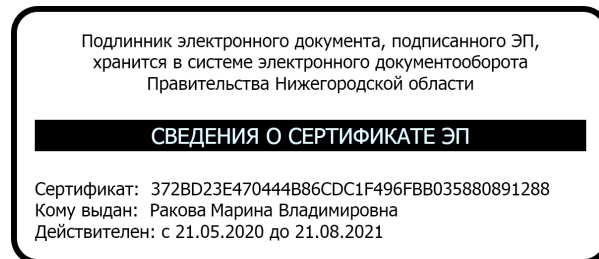 Подлинник электронного документа, подписанного ЭП,
хранится в системе электронного документооборота
Правительства Нижегородской области
СВЕДЕНИЯ О СЕРТИФИКАТЕ ЭП
Сертификат: 372BD23E470444B86CDC1F496FBB035880891288
Кому выдан: Ракова Марина Владимировна
Действителен: с 21.05.2020 до 21.08.2021